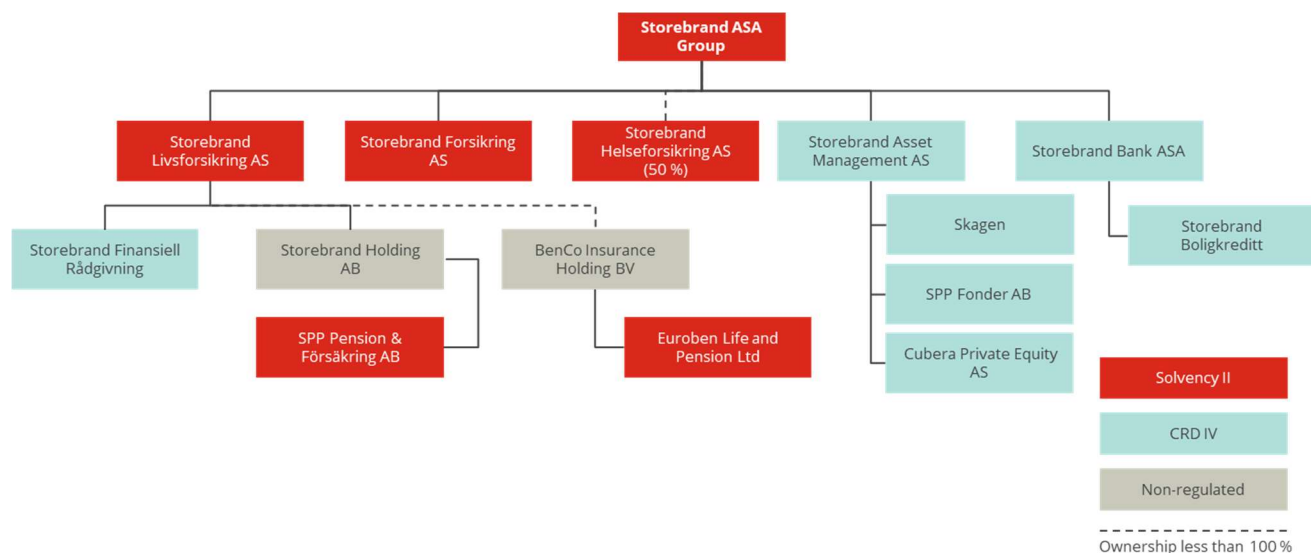 Storebrand ASA
Group
Storebrand
Livsforsikring AS
Storebrand Forsikring
AS
Storebrand
Helseforsikring AS
(50 %)
Storebrand Asset
Management AS
Storebrand Bank ASA
Storebrand Finansiell
Rådgivning
Storebrand Holding
AB
BenCo Insurance
Holding BV
Skagen
Storebrand
Boligkreditt
SPP Fonder AB
SPP Pension &
Försäkring AB
Euroben Life and
Pension Ltd
Cubera Private Equity
AS
Solvency II
CRD IV
Non-regulated
Ownership less than 100 %